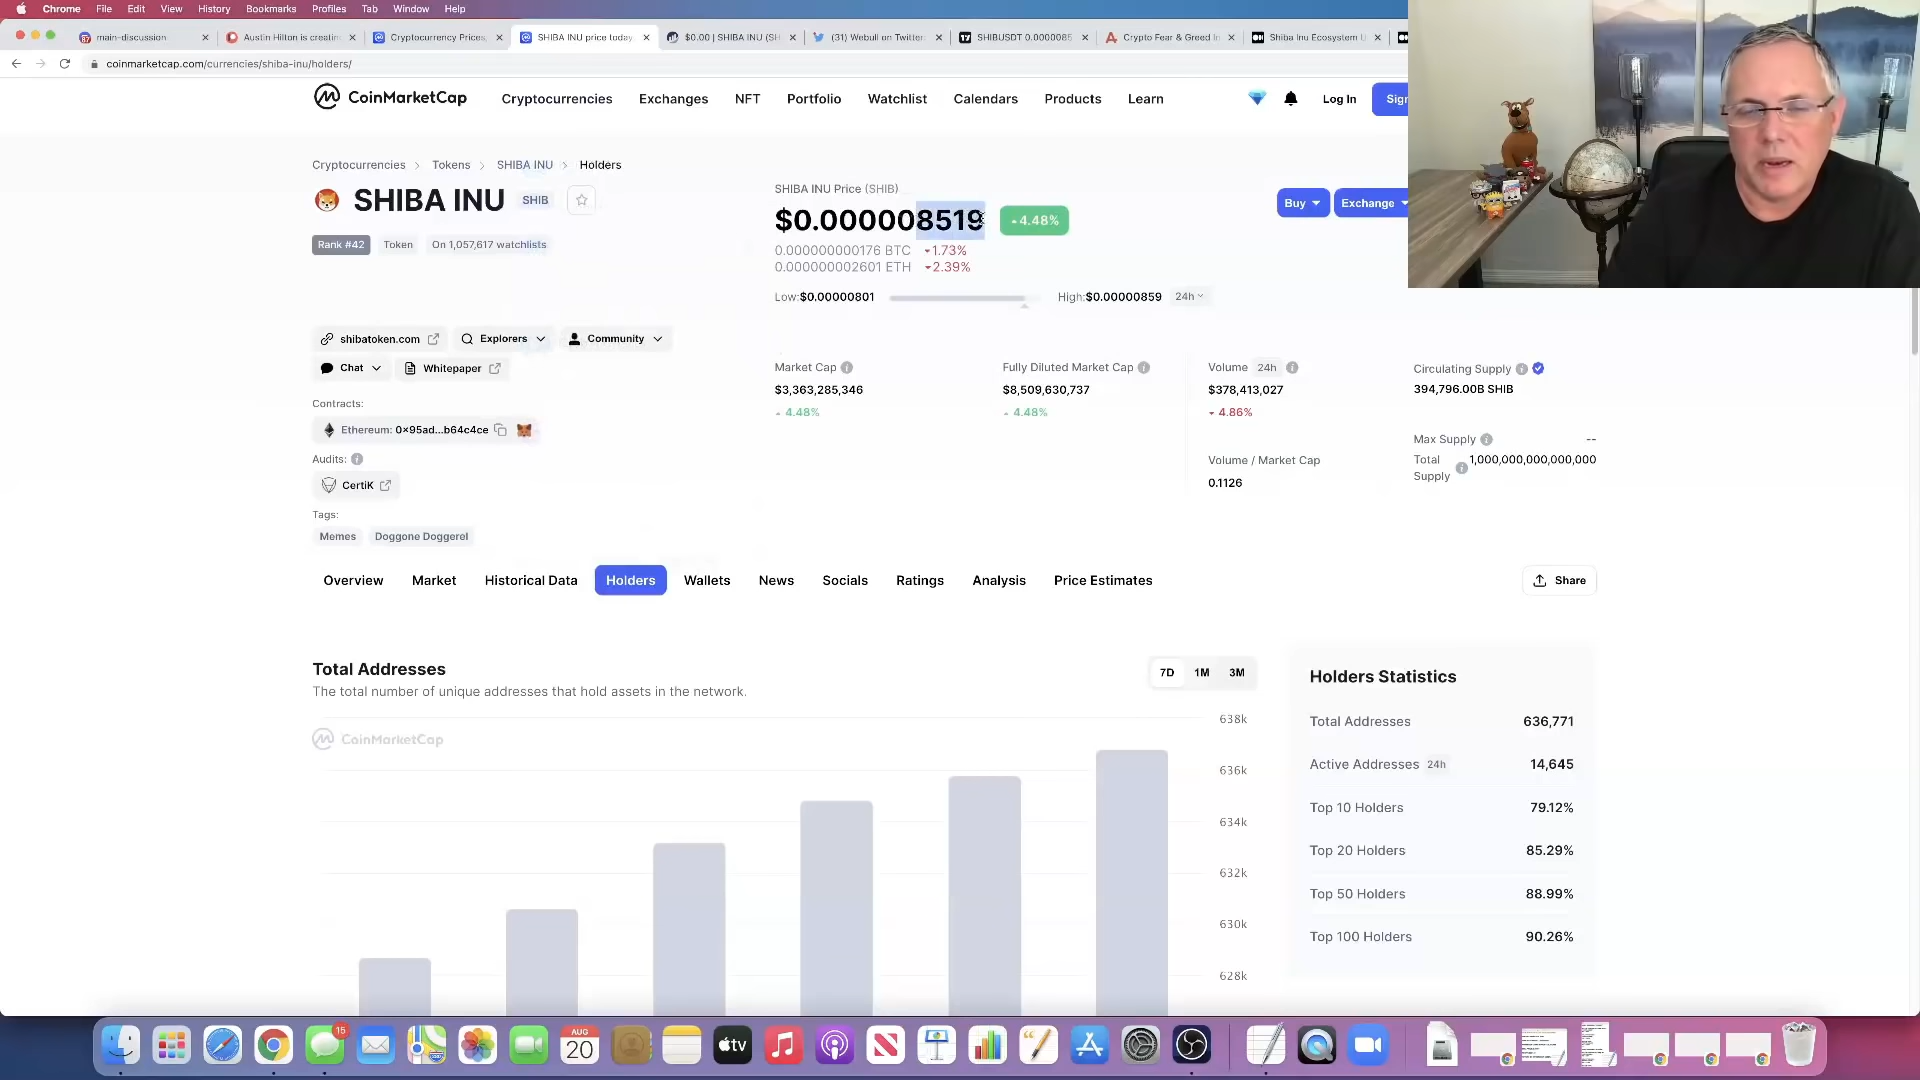 Chrome File Edit View History Bookmarks Profiles Tab Window Help
main-discussion × Austin Hilton is creatin × Cryptocurrency Prices, × SHIBA INU price today × $0.00 | SHIBA INU (SH × (31) Webull on Twitter: × SHIBUSDT 0.0000085 × Crypto Fear & Greed In × Shiba Inu Ecosystem U ×
coinmarketcap.com/currencies/shiba-inu/holders/
CoinMarketCap Cryptocurrencies Exchanges NFT Portfolio Watchlist Calendars Products Learn Log In Sign
Cryptocurrencies > Tokens > SHIBA INU > Holders
SHIBA INU SHIB
Rank #42 Token On 1,057,617 watchlists
SHIBA INU Price (SHIB)
$0.000008519 4.48%
0.000000000176 BTC 1.73%
0.000000002601 ETH 2.39%
Low:$0.00000801 High:$0.00000859 24h
Buy Exchange
shibatoken.com Explorers Community
Chat Whitepaper
Contracts:
Ethereum: 0x95ad...b64c4ce
Audits:
CertiK
Tags:
Memes Doggone Doggerel
Market Cap
$3,363,285,346
4.48%
Fully Diluted Market Cap
$8,509,630,737
4.48%
Volume 24h
$378,413,027
4.86%
Volume / Market Cap
0.1126
Circulating Supply
394,796.00B SHIB
Max Supply --
Total Supply 1,000,000,000,000,000
Overview Market Historical Data Holders Wallets News Socials Ratings Analysis Price Estimates Share
Total Addresses
The total number of unique addresses that hold assets in the network.
7D 1M 3M
CoinMarketCap
638k
636k
634k
632k
630k
628k
Holders Statistics
Total Addresses 636,771
Active Addresses 24h 14,645
Top 10 Holders 79.12%
Top 20 Holders 85.29%
Top 50 Holders 88.99%
Top 100 Holders 90.26%
15
AUG
20
tv